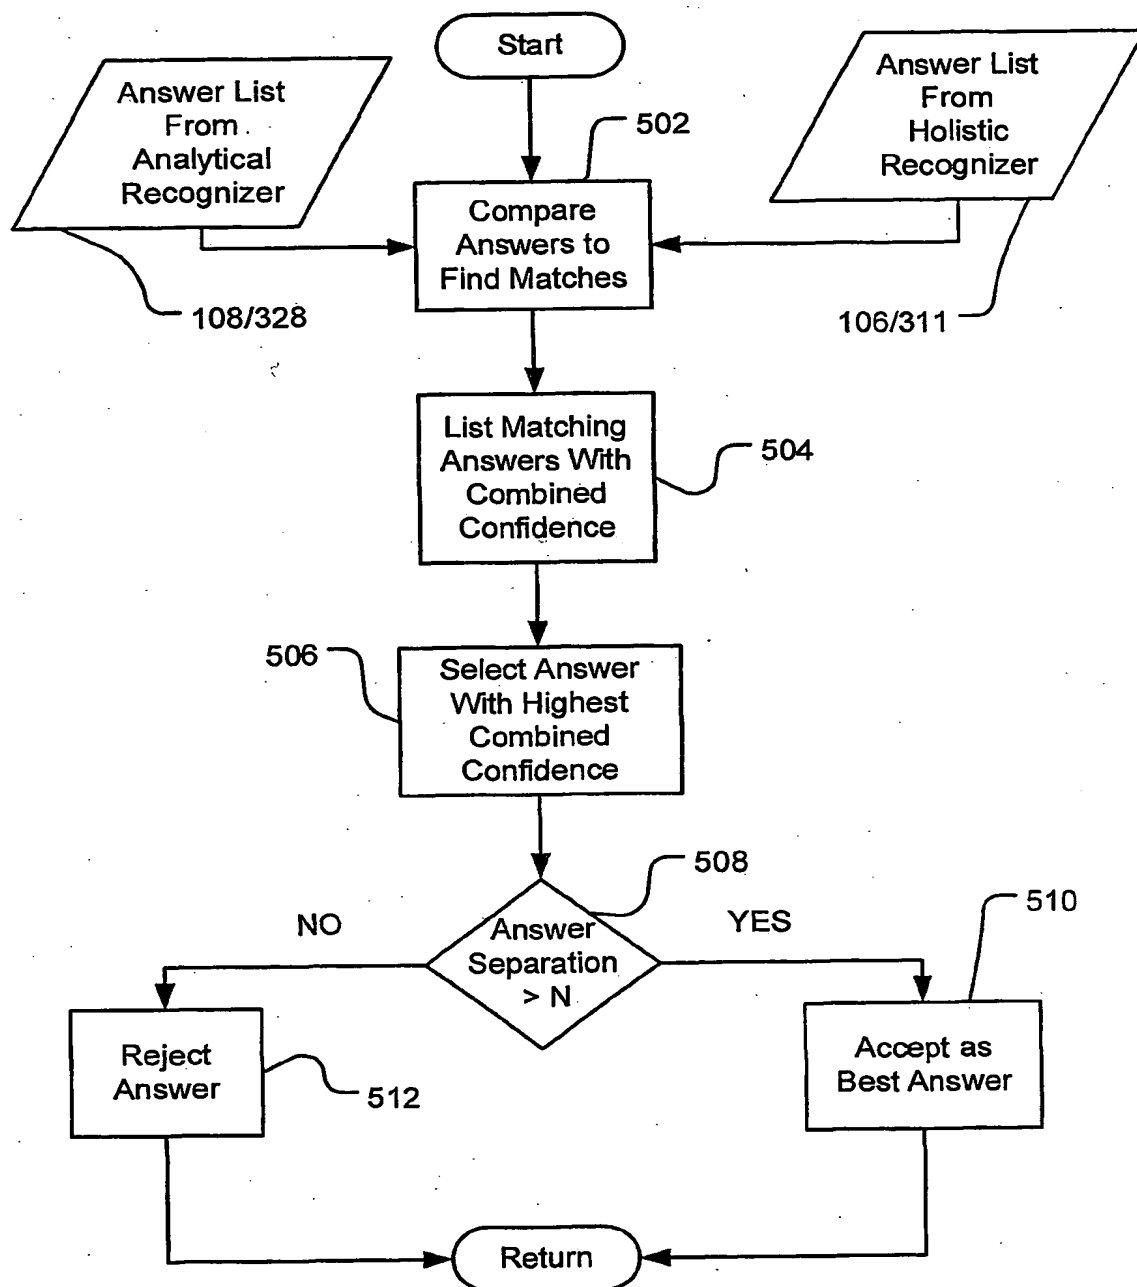 Start
Answer List
From
Analytical
Recognizer
Answer List
From
Holistic
Recognizer
502
Compare
Answers to
Find Matches
108/328
106/311
List Matching
Answers With
Combined
Confidence
504
506
Select Answer
With Highest
Combined
Confidence
508
NO
Answer
Separation
> N
YES
510
Reject
Answer
512
Accept as
Best Answer
Return